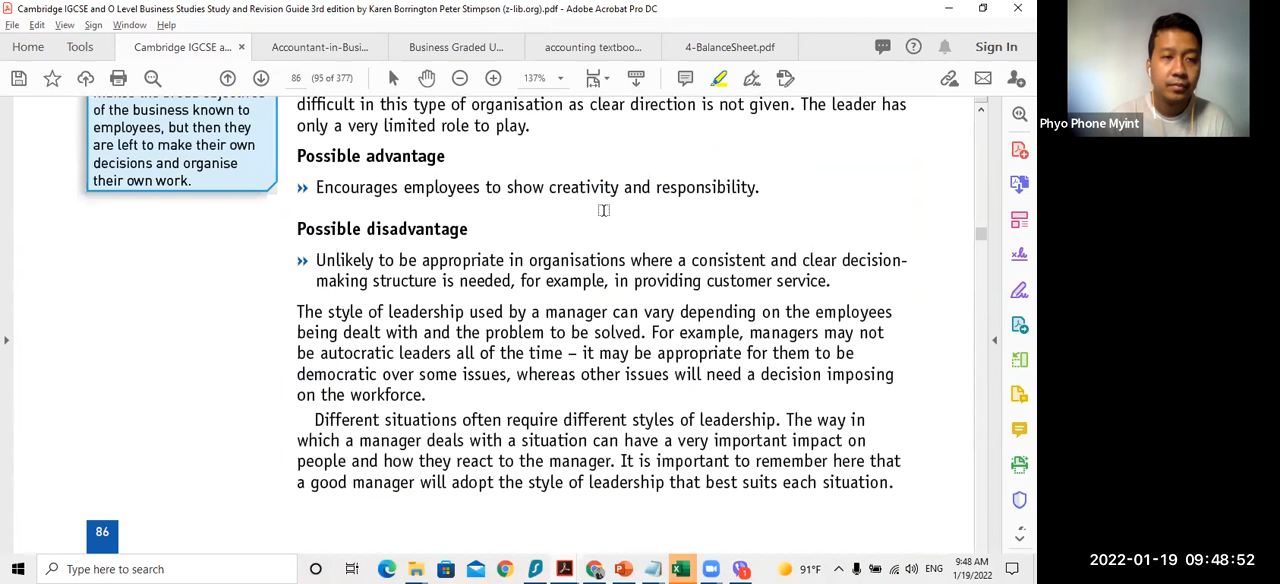 Cambridge IGCSE and O Level Business Studies Study and Revision Guide 3rd edition by Karen Borrington Peter Stimpson (z-lib.org).pdf - Adobe Acrobat Pro DC
File Edit View Sign Window Help
Home Tools Cambridge IGCSE a... × Accountant-in-Busi... Business Graded U... accounting textboo... 4-BalanceSheet.pdf Sign In
86 (95 of 377) 137%
of the business known to
employees, but then they
are left to make their own
decisions and organise
their own work.
difficult in this type of organisation as clear direction is not given. The leader has
only a very limited role to play.
Possible advantage
» Encourages employees to show creativity and responsibility.
Possible disadvantage
» Unlikely to be appropriate in organisations where a consistent and clear decision-
making structure is needed, for example, in providing customer service.
The style of leadership used by a manager can vary depending on the employees
being dealt with and the problem to be solved. For example, managers may not
be autocratic leaders all of the time – it may be appropriate for them to be
democratic over some issues, whereas other issues will need a decision imposing
on the workforce.
Different situations often require different styles of leadership. The way in
which a manager deals with a situation can have a very important impact on
people and how they react to the manager. It is important to remember here that
a good manager will adopt the style of leadership that best suits each situation.
86
Phyo Phone Myint
Type here to search
91°F
ENG
9:48 AM
1/19/2022
2022-01-19 09:48:52